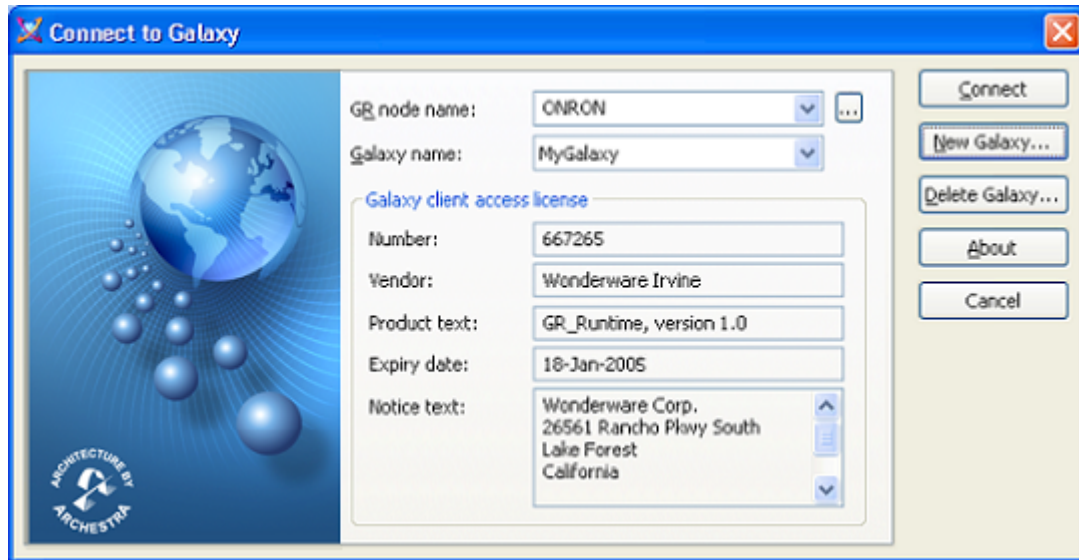 Connect to Galaxy
GR node name: ONRON ...
Galaxy name: MyGalaxy
Galaxy client access license
Number: 667265
Vendor: Wonderware Irvine
Product text: GR_Runtime, version 1.0
Expiry date: 18-Jan-2005
Notice text: Wonderware Corp.
26561 Rancho Pkwy South
Lake Forest
California
Connect
New Galaxy...
Delete Galaxy...
About
Cancel
ARCHITECTURE BY
ARCHESTRA